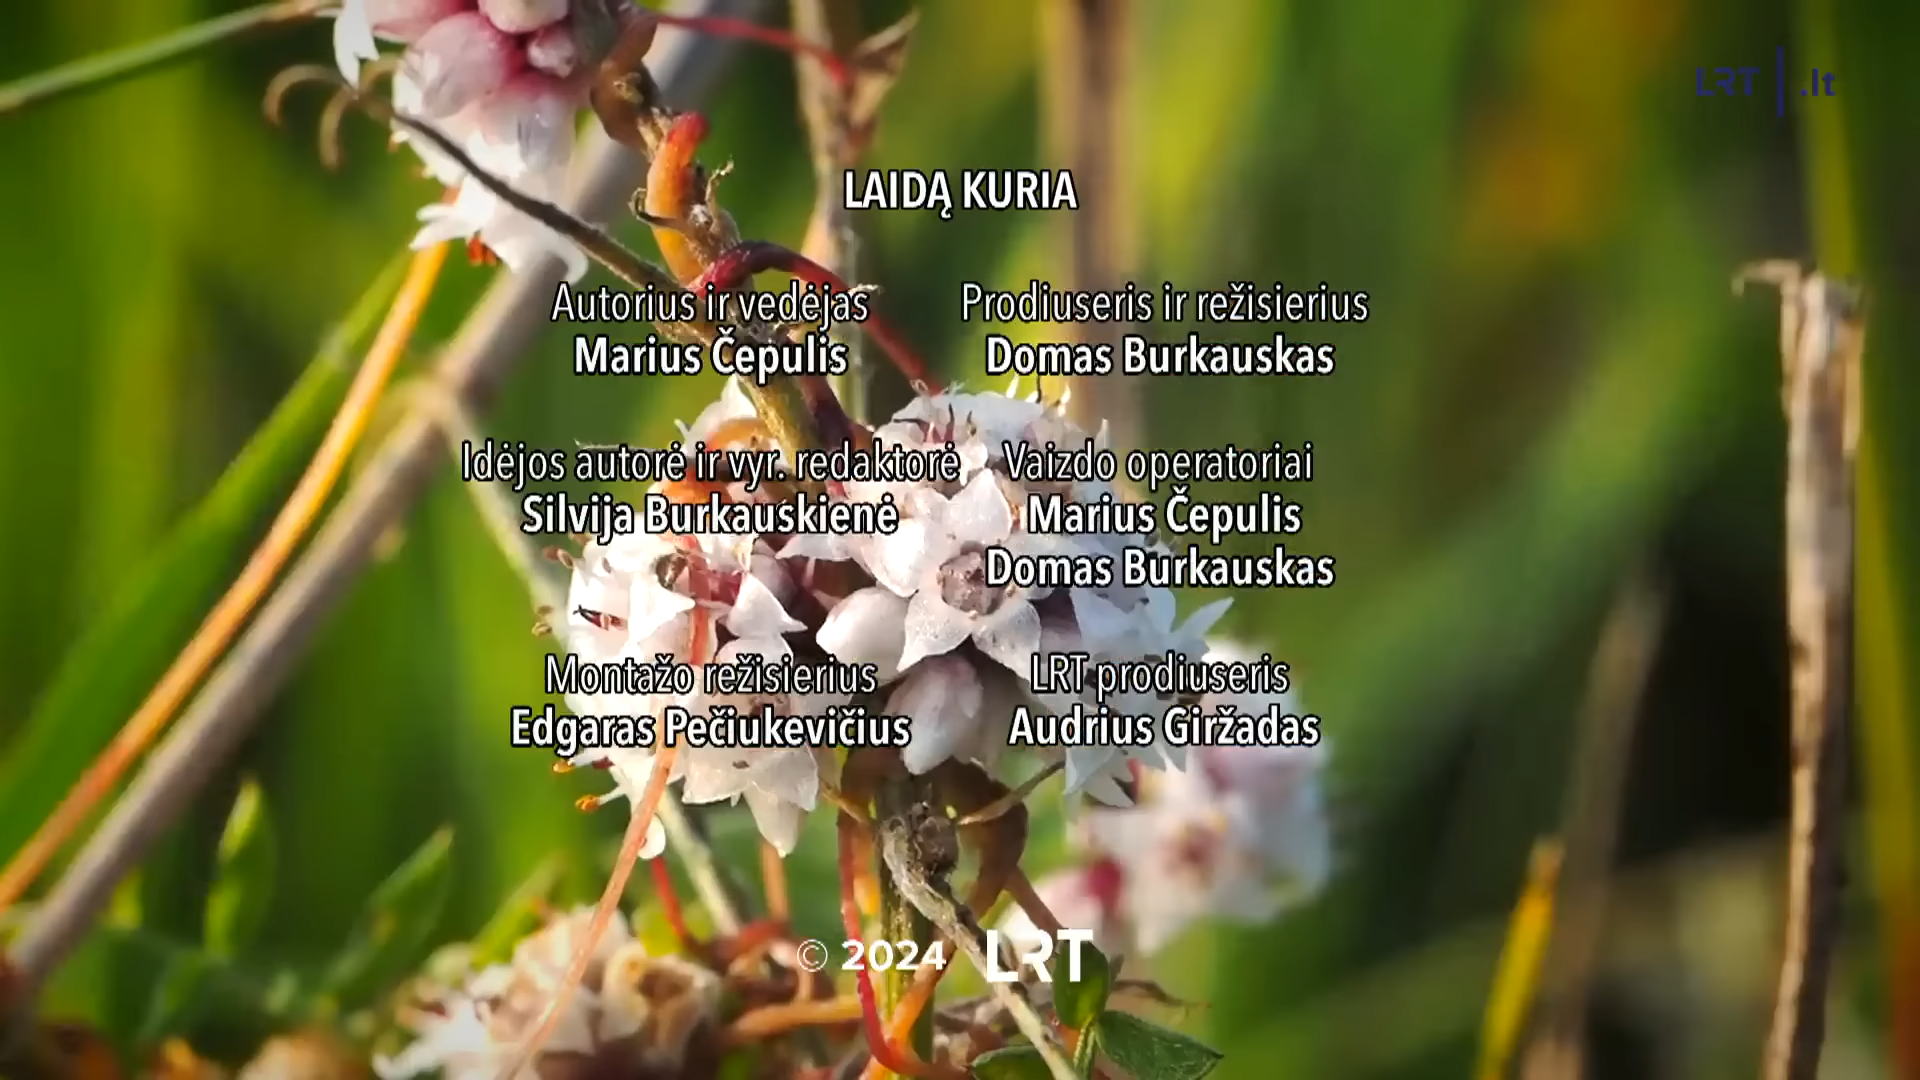 LRT | .lt
LAIDĄ KURIA
Autorius ir vedėjas
Marius Čepulis
Prodiuseris ir režisierius
Domas Burkauskas
Idėjos autorė ir vyr. redaktorė
Silvija Burkauskienė
Vaizdo operatoriai
Marius Čepulis
Domas Burkauskas
Montažo režisierius
Edgaras Pečiukevičius
LRT prodiuseris
Audrius Giržadas
© 2024 LRT